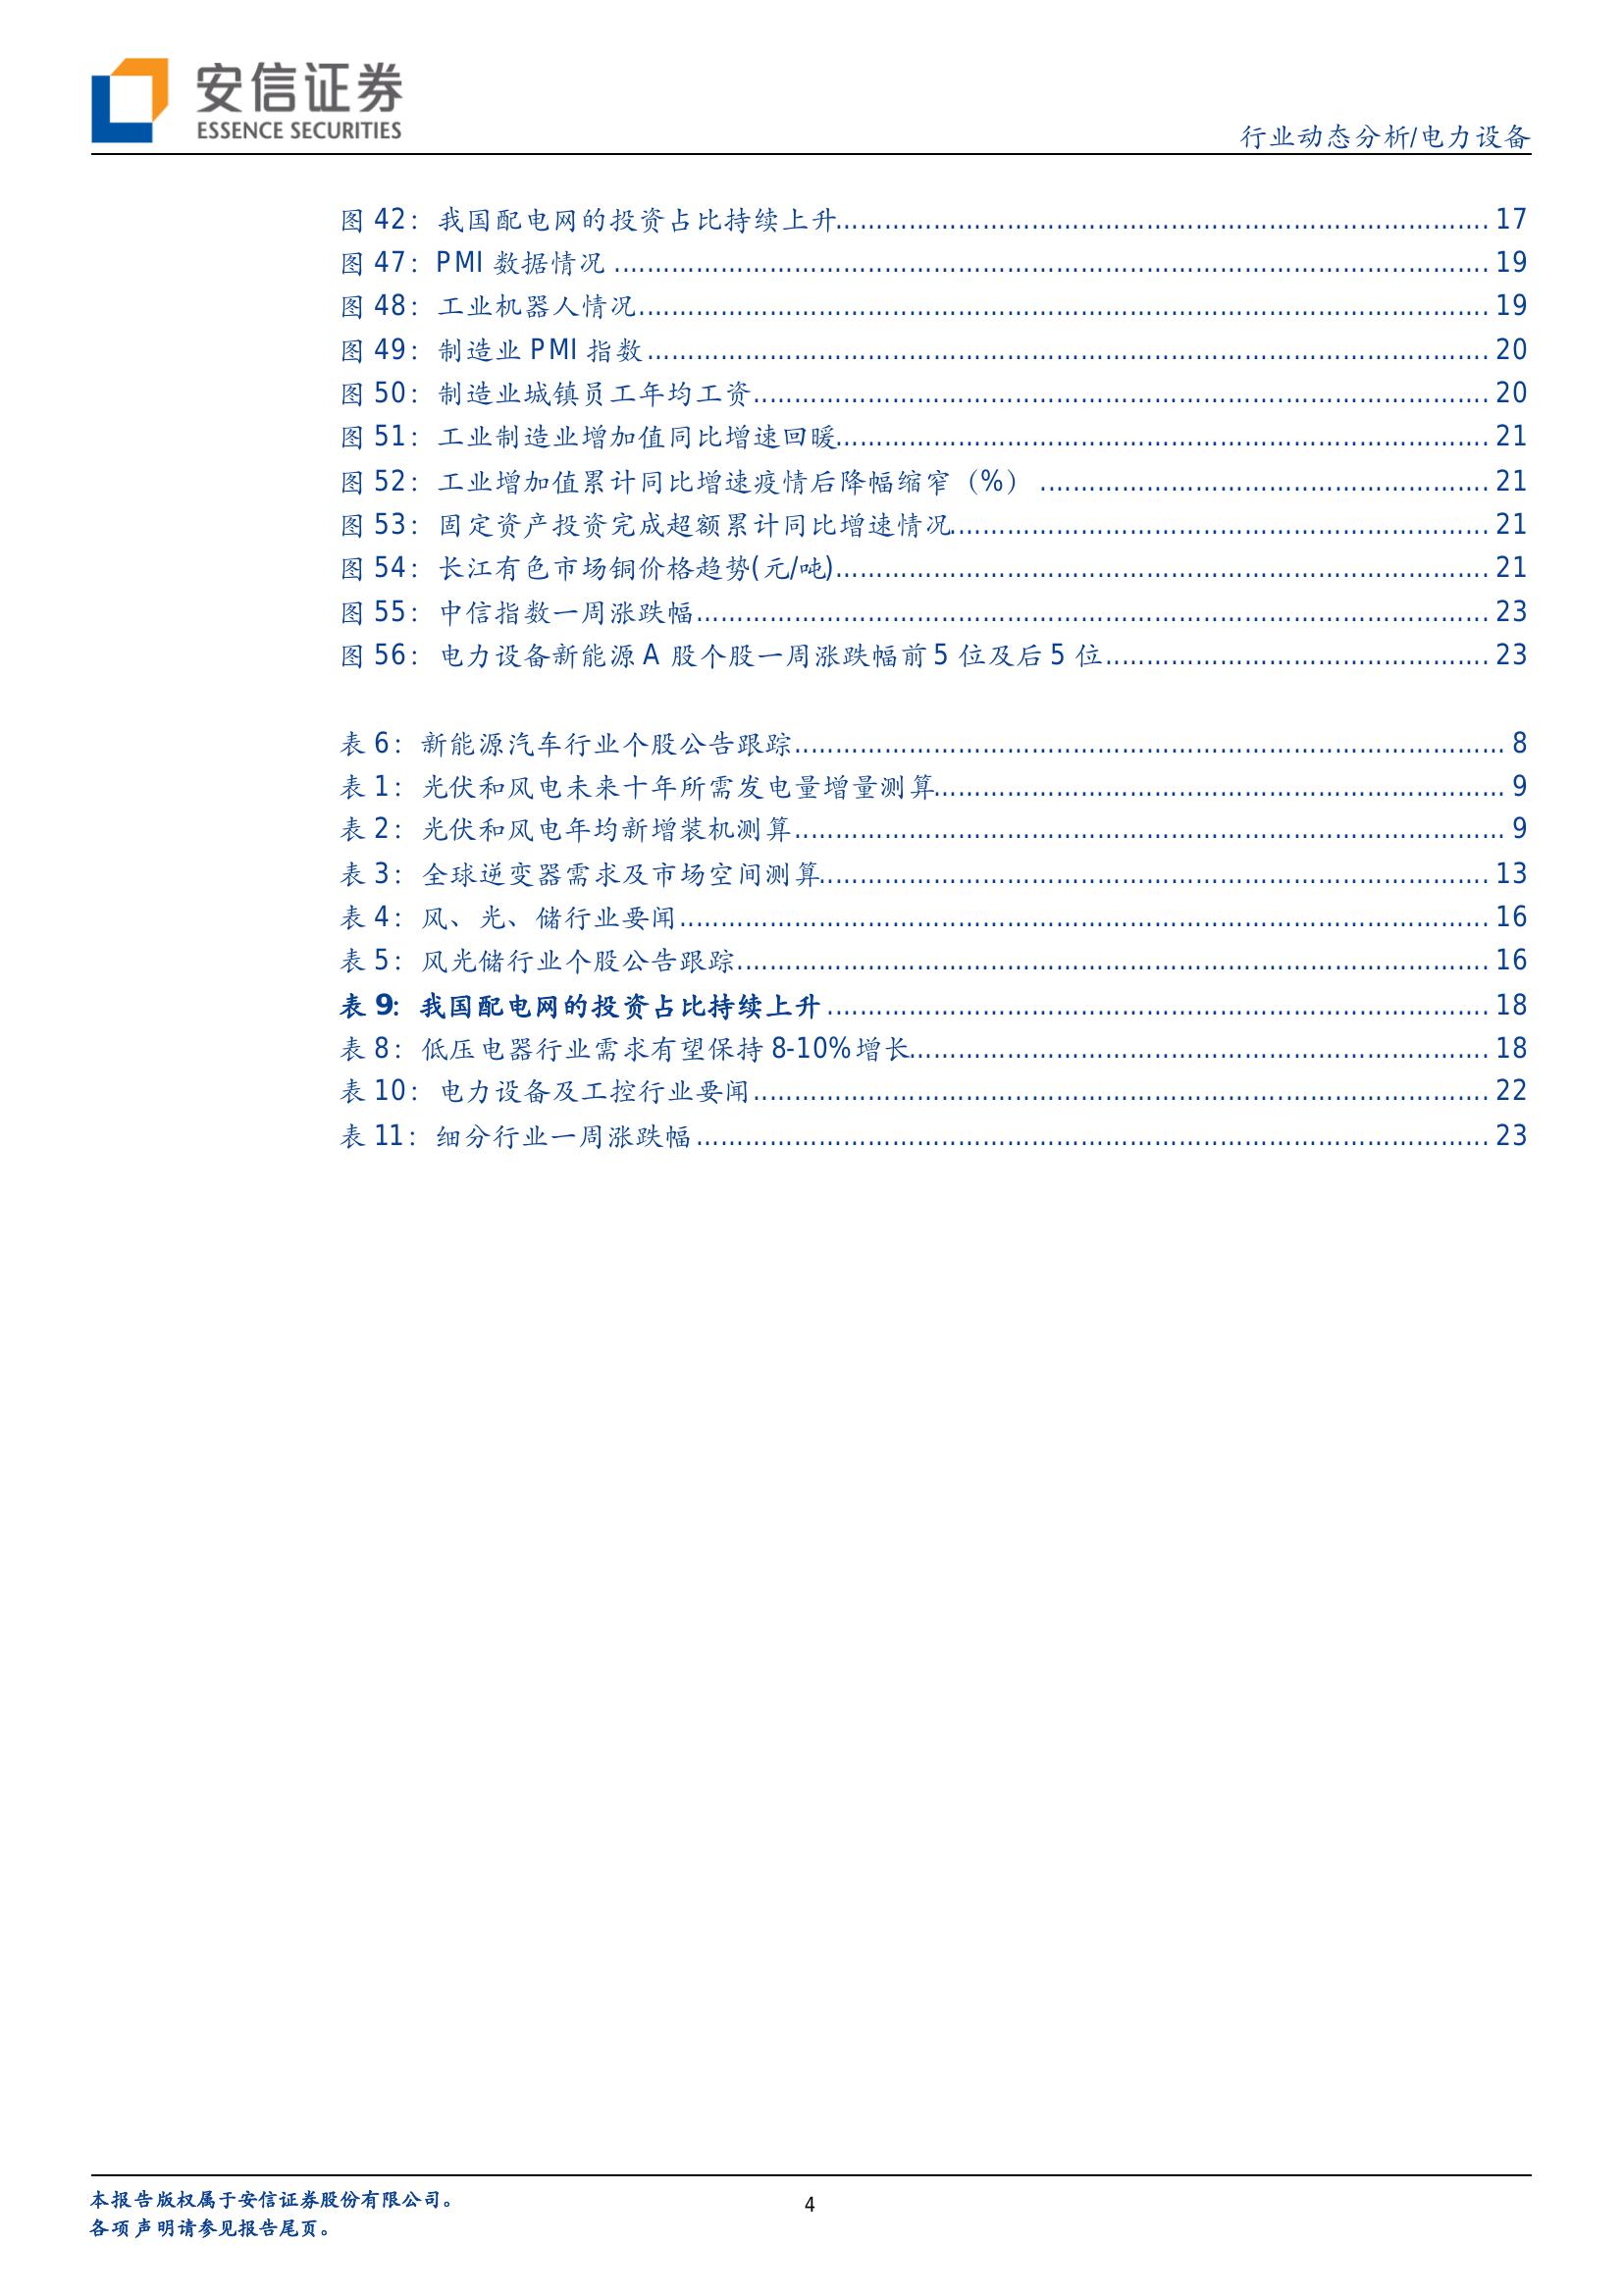 安信证券
ESSENCE SECURITIES
行业动态分析/电力设备
图 42：我国配电网的投资占比持续上升 17
图 47：PMI 数据情况 19
图 48：工业机器人情况 19
图 49：制造业 PMI 指数 20
图 50：制造业城镇员工年均工资 20
图 51：工业制造业增加值同比增速回暖 21
图 52：工业增加值累计同比增速疫情后降幅缩窄（%） 21
图 53：固定资产投资完成超额累计同比增速情况 21
图 54：长江有色市场铜价格趋势(元/吨) 21
图 55：中信指数一周涨跌幅 23
图 56：电力设备新能源 A 股个股一周涨跌幅前 5 位及后 5 位 23
表 6：新能源汽车行业个股公告跟踪 8
表 1：光伏和风电未来十年所需发电量增量测算 9
表 2：光伏和风电年均新增装机测算 9
表 3：全球逆变器需求及市场空间测算 13
表 4：风、光、储行业要闻 16
表 5：风光储行业个股公告跟踪 16
表 9：我国配电网的投资占比持续上升 18
表 8：低压电器行业需求有望保持 8-10%增长 18
表 10：电力设备及工控行业要闻 22
表 11：细分行业一周涨跌幅 23
本报告版权属于安信证券股份有限公司。
4
各项声明请参见报告尾页。